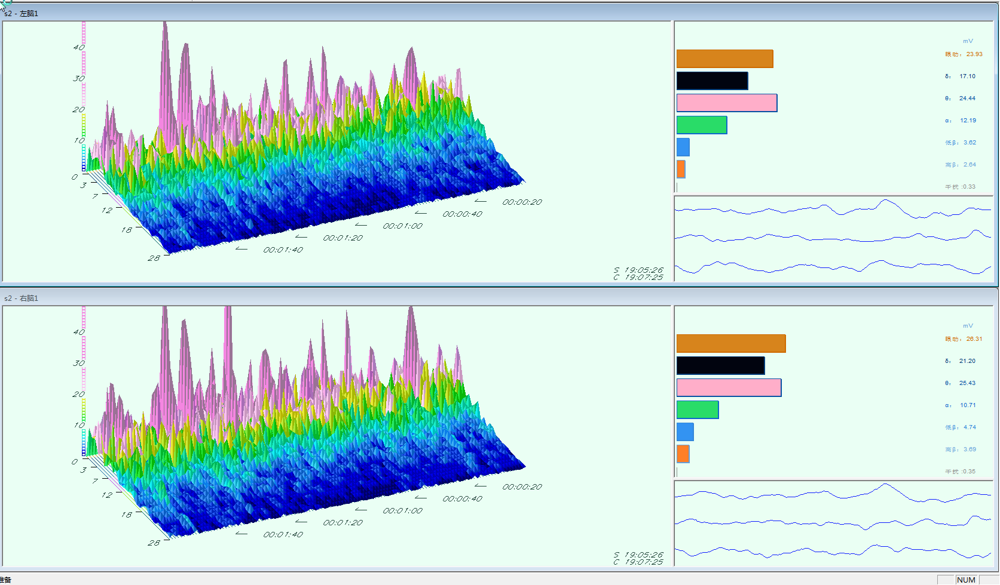 s2 - 左脑1
40
30
20
10
0
3
7
12
18
28
00:01:40
00:01:20
00:01:00
00:00:40
00:00:20
S 19:05:26
C 19:07:25
mV
眼动: 23.93
δ: 17.10
θ: 24.44
α: 12.19
低β: 3.62
高β: 2.64
干扰:0.33
s2 - 右脑1
40
30
20
10
0
3
7
12
18
28
00:01:40
00:01:20
00:01:00
00:00:40
00:00:20
S 19:05:26
C 19:07:25
mV
眼动: 26.31
δ: 21.20
θ: 25.43
α: 10.71
低β: 4.74
高β: 3.69
干扰:0.35
准备
NUM